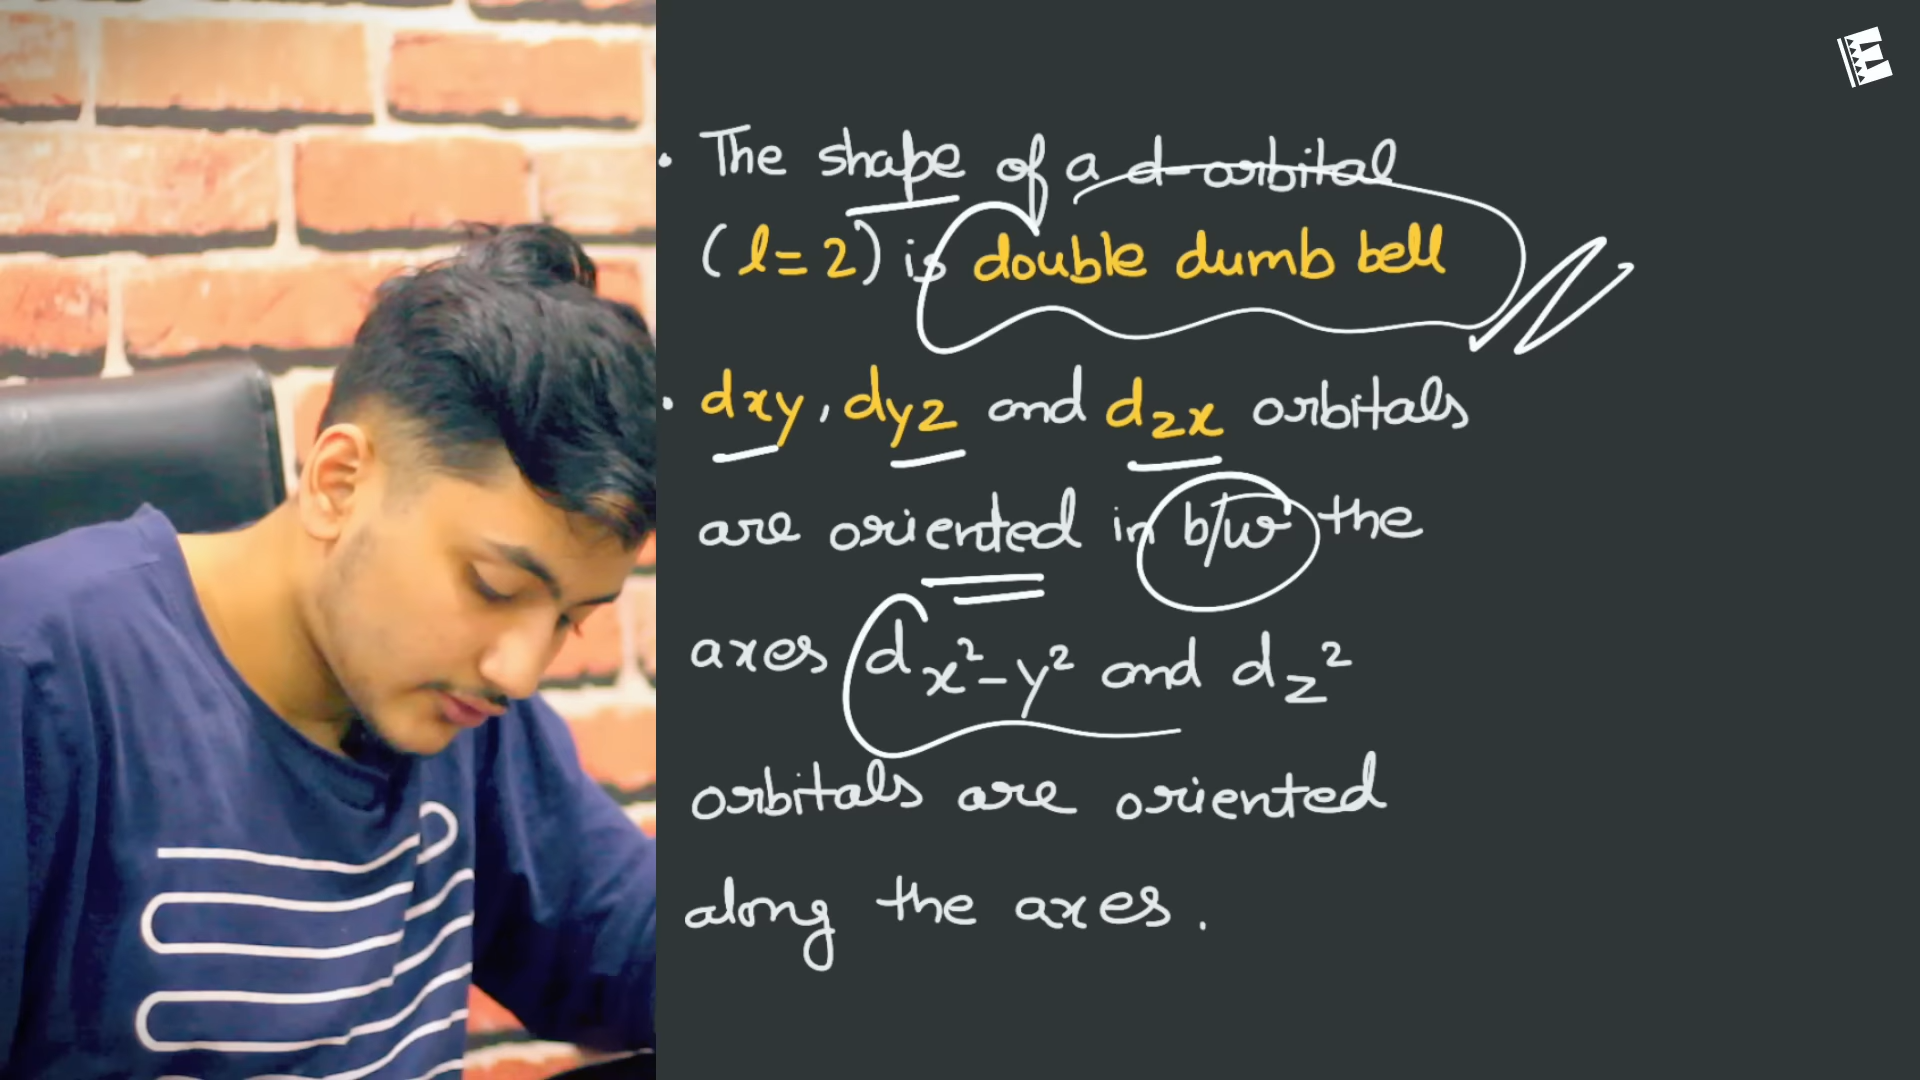 • The shape of a d-orbital
(l=2) is double dumb bell
• dxy, dyz and dzx orbitals
are oriented in b/w the
axes dx²-y² and dz²
orbitals are oriented
along the axes.
E